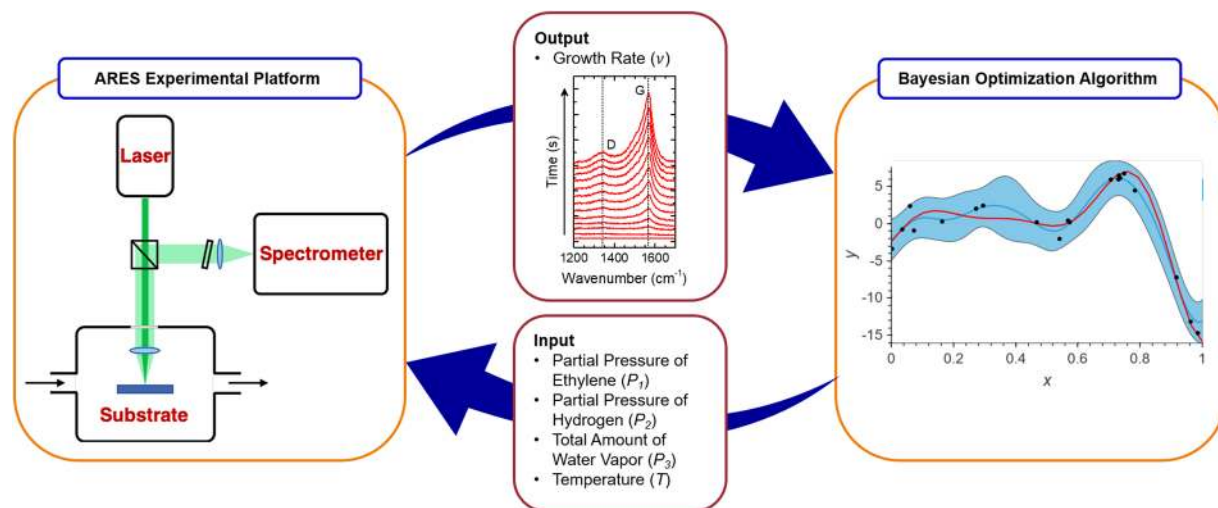 ARES Experimental Platform
Laser
Spectrometer
Substrate
Output
• Growth Rate (ν)
Time (s)
G
D
1200 1400 1600
Wavenumber (cm⁻¹)
Input
• Partial Pressure of
Ethylene (P₁)
• Partial Pressure of
Hydrogen (P₂)
• Total Amount of
Water Vapor (P₃)
• Temperature (T)
Bayesian Optimization Algorithm
5
0
-5
-10
-15
y
0 0.2 0.4 0.6 0.8 1
x